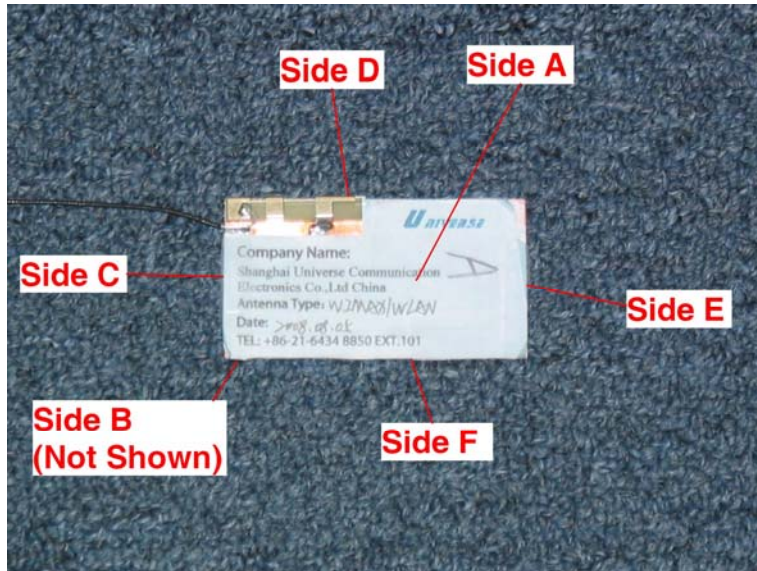 Side D
Side A
Universe
Company Name:
Shanghai Universe Communication
Electronics Co.,Ltd China
A
Antenna Type: WIMAX/WLAN
Date: 2008.08.05
TEL: +86-21-6434 8850 EXT.101
Side C
Side E
Side B
(Not Shown)
Side F